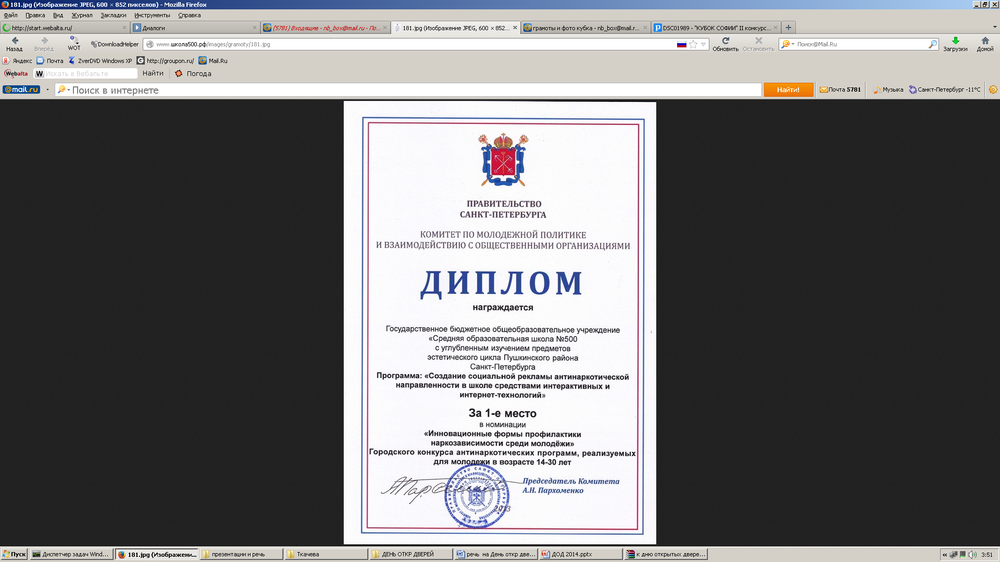 181.jpg (Изображение JPEG, 600 × 852 пикселов) - Mozilla Firefox
Файл Правка Вид Журнал Закладки Инструменты Справка
http://start.webalta.ru/
Диалоги
(5781) Входящие - nb_box@mail.ru - По...
181.jpg (Изображение JPEG, 600 × 852...
грамоты и фото кубка - nb_box@mail.r...
DSC01989 - "КУБОК СОФИИ" II конкурс...
Назад Вперёд WOT DownloadHelper www.школа500.рф/images/gramoty/181.jpg Обновить Остановить Поиск@Mail.Ru Загрузки Домой
Яндекс Почта ZverDVD Windows XP http://groupon.ru/ Mail.Ru
Webalta Искать в Вебальте Найти Погода
@mail.ru Поиск в интернете Найти! Почта 5781 Музыка Санкт-Петербург -11°C
ПРАВИТЕЛЬСТВО
САНКТ-ПЕТЕРБУРГА
КОМИТЕТ ПО МОЛОДЕЖНОЙ ПОЛИТИКЕ
И ВЗАИМОДЕЙСТВИЮ С ОБЩЕСТВЕННЫМИ ОРГАНИЗАЦИЯМИ
ДИПЛОМ
награждается
Государственное бюджетное общеобразовательное учреждение
«Средняя образовательная школа №500
с углубленным изучением предметов
эстетического цикла Пушкинского района
Санкт-Петербурга
Программа: «Создание социальной рекламы антинаркотической
направленности в школе средствами интерактивных и
интернет-технологий»
За 1-е место
в номинации
«Инновационные формы профилактики
наркозависимости среди молодёжи»
Городского конкурса антинаркотических программ, реализуемых
для молодежи в возрасте 14-30 лет
Председатель Комитета
А.Н. Пархоменко
2013
Пуск
Диспетчер задач Wind...
181.jpg (Изображени...
презентации и речь
Ткачева
ДЕНЬ ОТКР ДВЕРЕЙ
речь на День откр две...
ДОД 2014.pptx
к дню открытых двере...
3:51